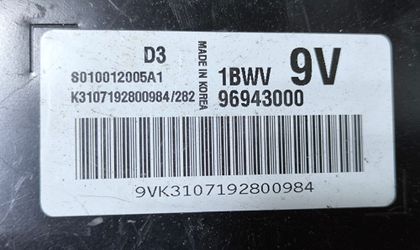 D3
S010012005A1
K3107192800984/282
MADE IN KOREA
1BWV 9V
96943000
9VK3107192800984